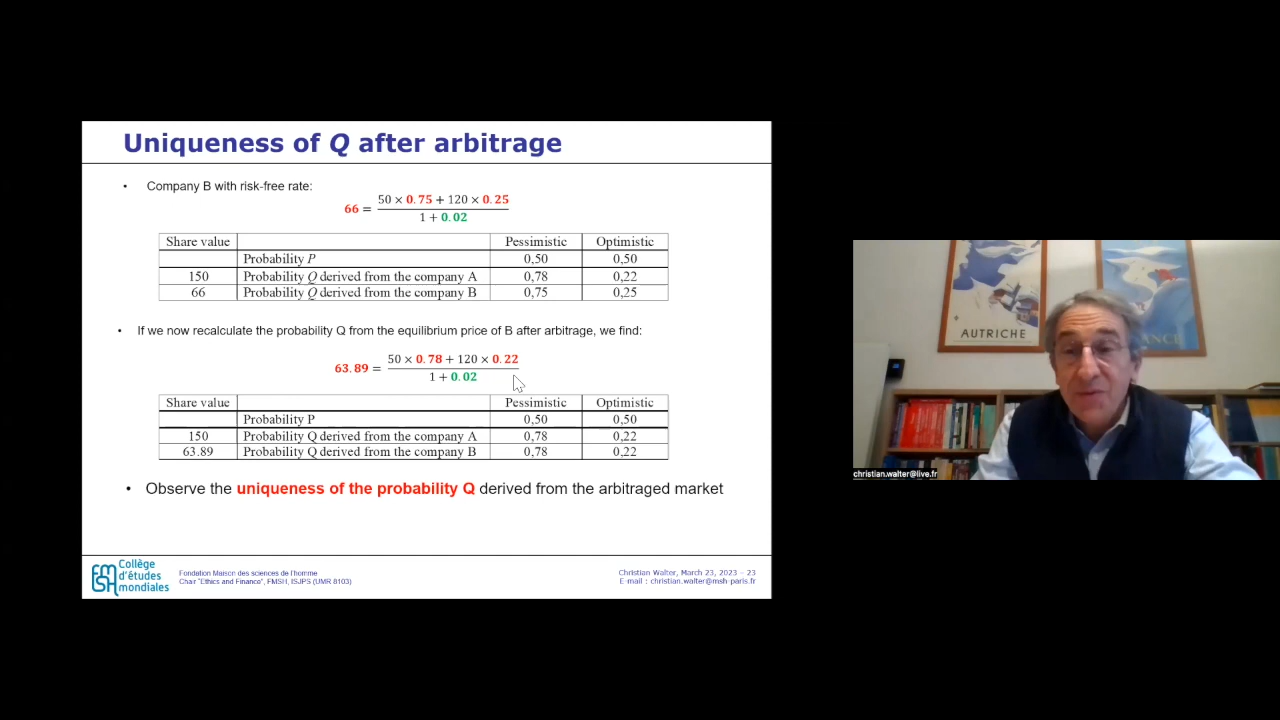 Uniqueness of Q after arbitrage
• Company B with risk-free rate:
66 = (50 × 0.75 + 120 × 0.25) / (1 + 0.02)
Share value Pessimistic Optimistic
Probability P 0,50 0,50
150 Probability Q derived from the company A 0,78 0,22
66 Probability Q derived from the company B 0,75 0,25
• If we now recalculate the probability Q from the equilibrium price of B after arbitrage, we find:
63.89 = (50 × 0.78 + 120 × 0.22) / (1 + 0.02)
Share value Pessimistic Optimistic
Probability P 0,50 0,50
150 Probability Q derived from the company A 0,78 0,22
63.89 Probability Q derived from the company B 0,78 0,22
• Observe the uniqueness of the probability Q derived from the arbitraged market
FMSH
Collège
d'études
mondiales
Fondation Maison des sciences de l'homme
Chair "Ethics and Finance", FMSH, ISJPS (UMR 8103)
Christian Walter, March 23, 2023 – 23
E-mail : christian.walter@msh-paris.fr
AUTRICHE
christian.walter@live.fr